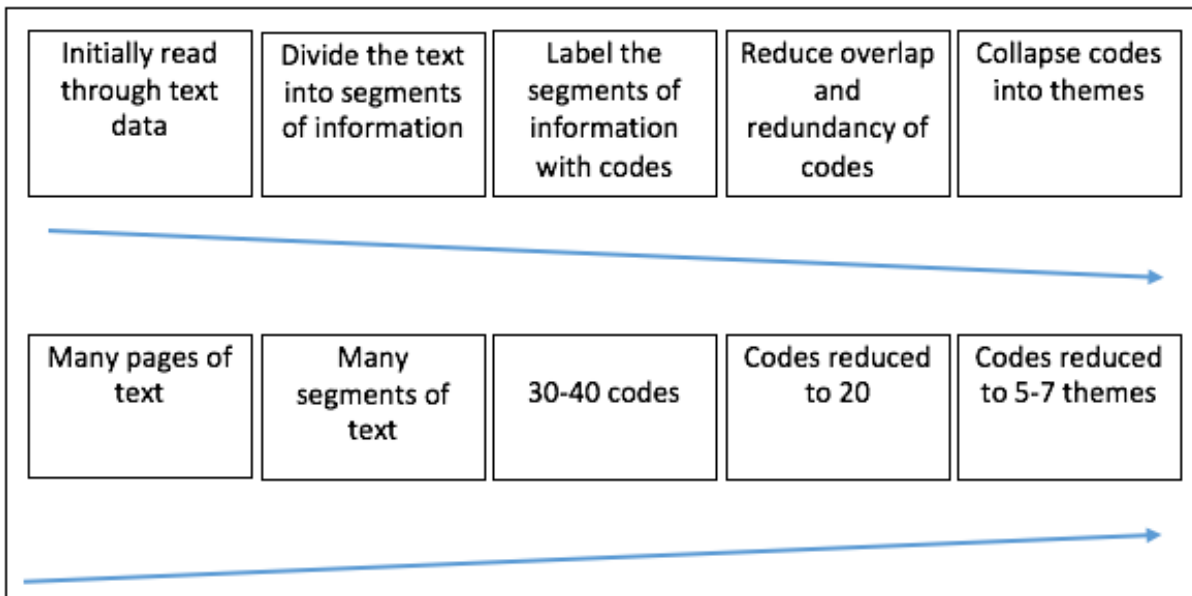 Initially read
through text
data
Divide the text
into segments
of information
Label the
segments of
information
with codes
Reduce overlap
and
redundancy of
codes
Collapse codes
into themes
Many pages of
text
Many
segments of
text
30-40 codes
Codes reduced
to 20
Codes reduced
to 5-7 themes